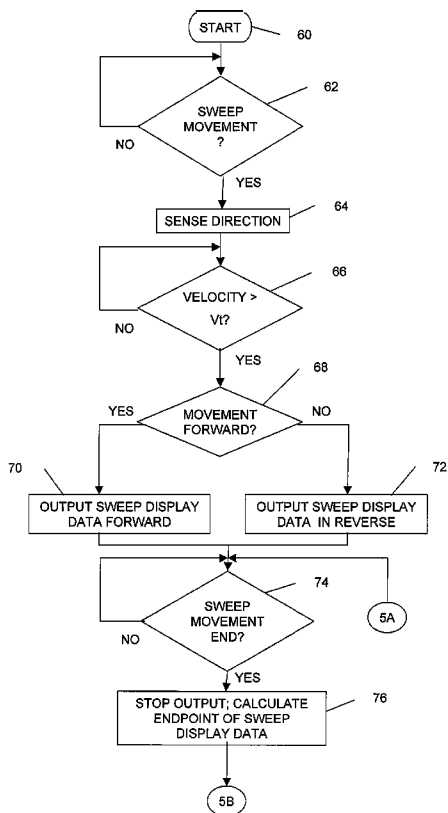 START
60
62
SWEEP
MOVEMENT
?
NO
YES
64
SENSE DIRECTION
66
VELOCITY >
Vt?
NO
YES
68
YES
MOVEMENT
FORWARD?
NO
70
72
OUTPUT SWEEP DISPLAY
DATA FORWARD
OUTPUT SWEEP DISPLAY
DATA IN REVERSE
74
SWEEP
MOVEMENT
END?
NO
5A
YES
76
STOP OUTPUT; CALCULATE
ENDPOINT OF SWEEP
DISPLAY DATA
5B